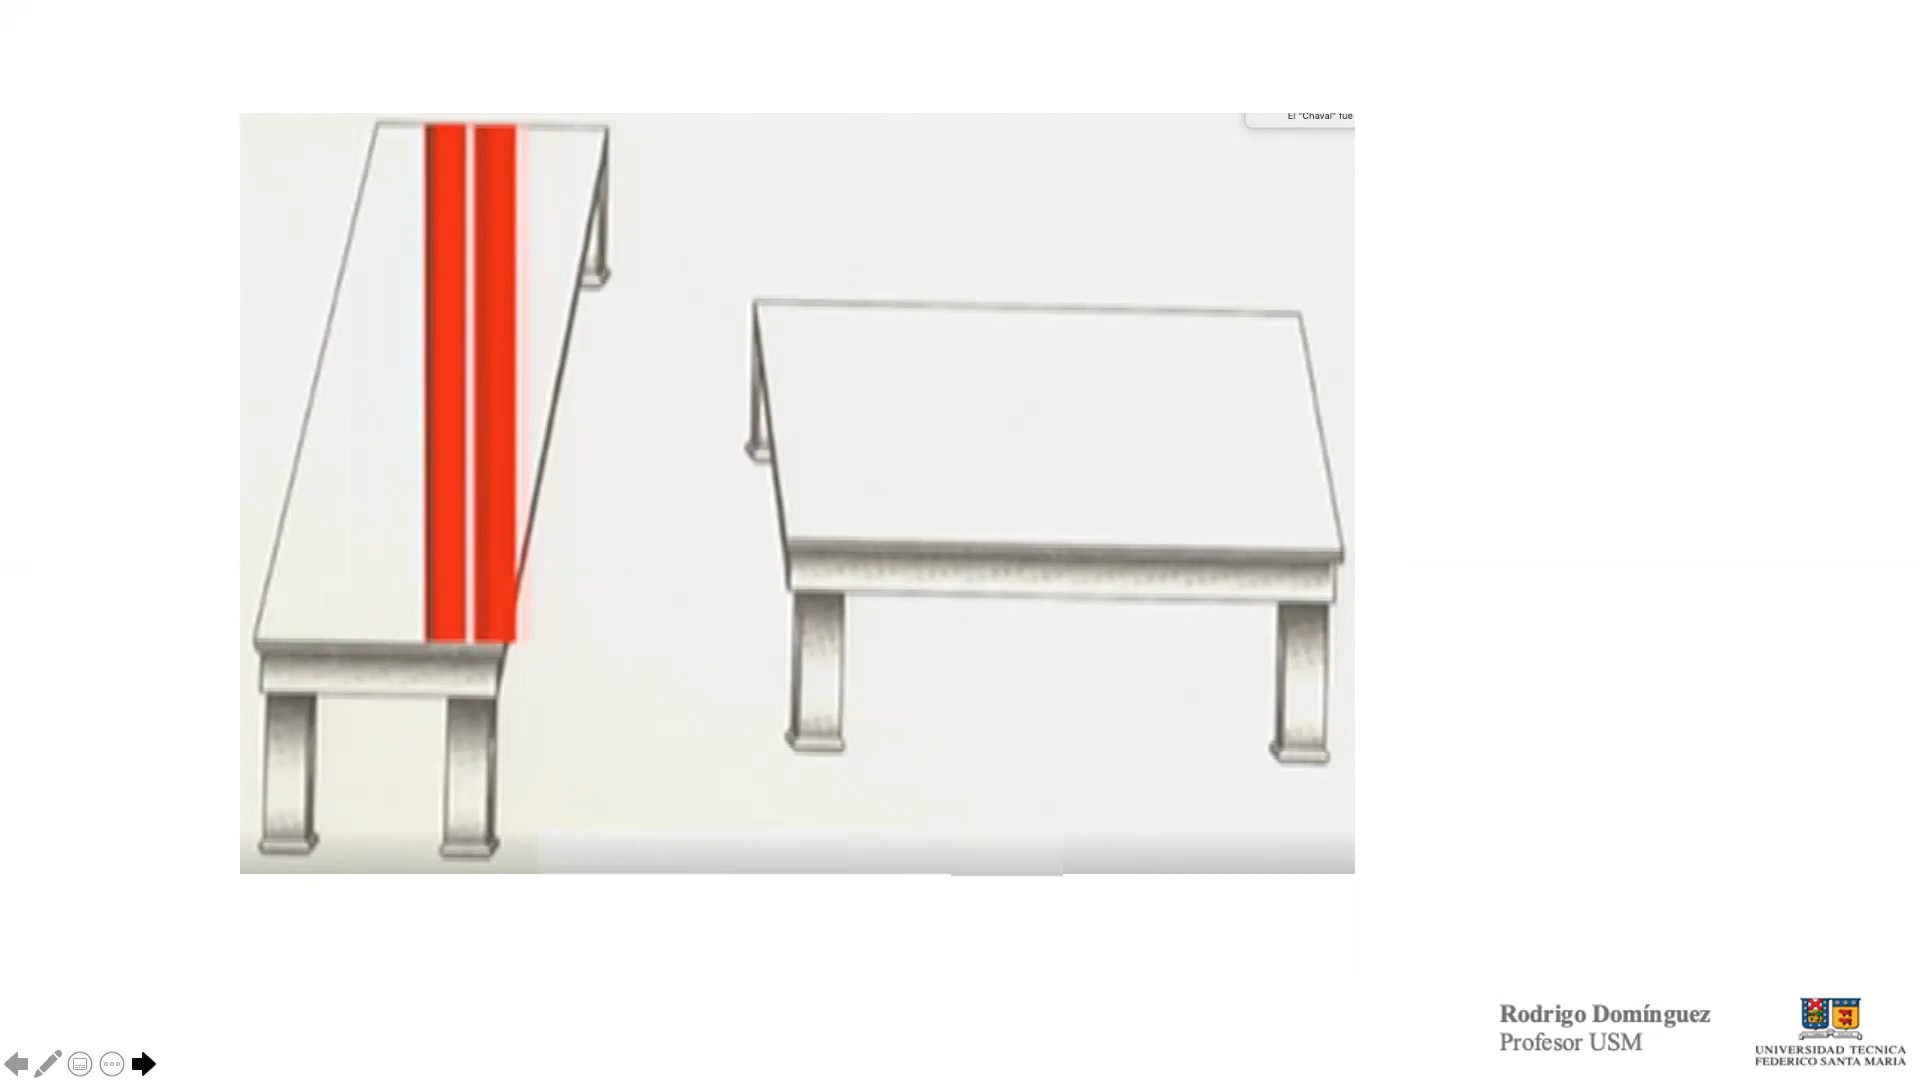 El "Chaval" fue
Rodrigo Domínguez
Profesor USM
UNIVERSIDAD TECNICA
FEDERICO SANTA MARIA